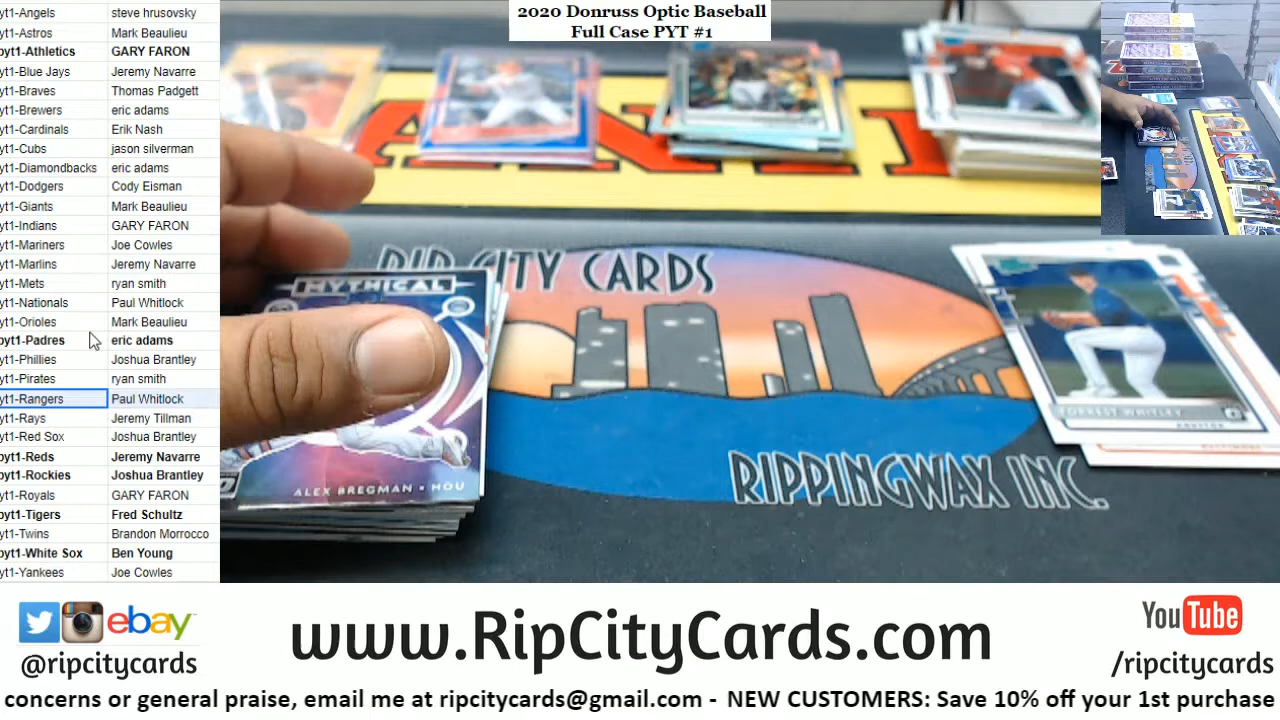 2020 Donruss Optic Baseball
Full Case PYT #1
yt1-Angels steve hrusovsky
yt1-Astros Mark Beaulieu
pyt1-Athletics GARY FARON
yt1-Blue Jays Jeremy Navarre
yt1-Braves Thomas Padgett
yt1-Brewers eric adams
yt1-Cardinals Erik Nash
yt1-Cubs jason silverman
yt1-Diamondbacks eric adams
yt1-Dodgers Cody Eisman
yt1-Giants Mark Beaulieu
yt1-Indians GARY FARON
yt1-Mariners Joe Cowles
yt1-Marlins Jeremy Navarre
yt1-Mets ryan smith
yt1-Nationals Paul Whitlock
yt1-Orioles Mark Beaulieu
pyt1-Padres eric adams
yt1-Phillies Joshua Brantley
yt1-Pirates ryan smith
yt1-Rangers Paul Whitlock
yt1-Rays Jeremy Tillman
yt1-Red Sox Joshua Brantley
pyt1-Reds Jeremy Navarre
pyt1-Rockies Joshua Brantley
yt1-Royals GARY FARON
pyt1-Tigers Fred Schultz
yt1-Twins Brandon Morrocco
pyt1-White Sox Ben Young
yt1-Yankees Joe Cowles
RIP CITY CARDS
MYTHICAL
ALEX BREGMAN • HOU
FORREST WHITLEY
HOUSTON
RIPPINGWAX INC.
ebay
@ripcitycards
www.RipCityCards.com
YouTube
/ripcitycards
concerns or general praise, email me at ripcitycards@gmail.com - NEW CUSTOMERS: Save 10% off your 1st purchase